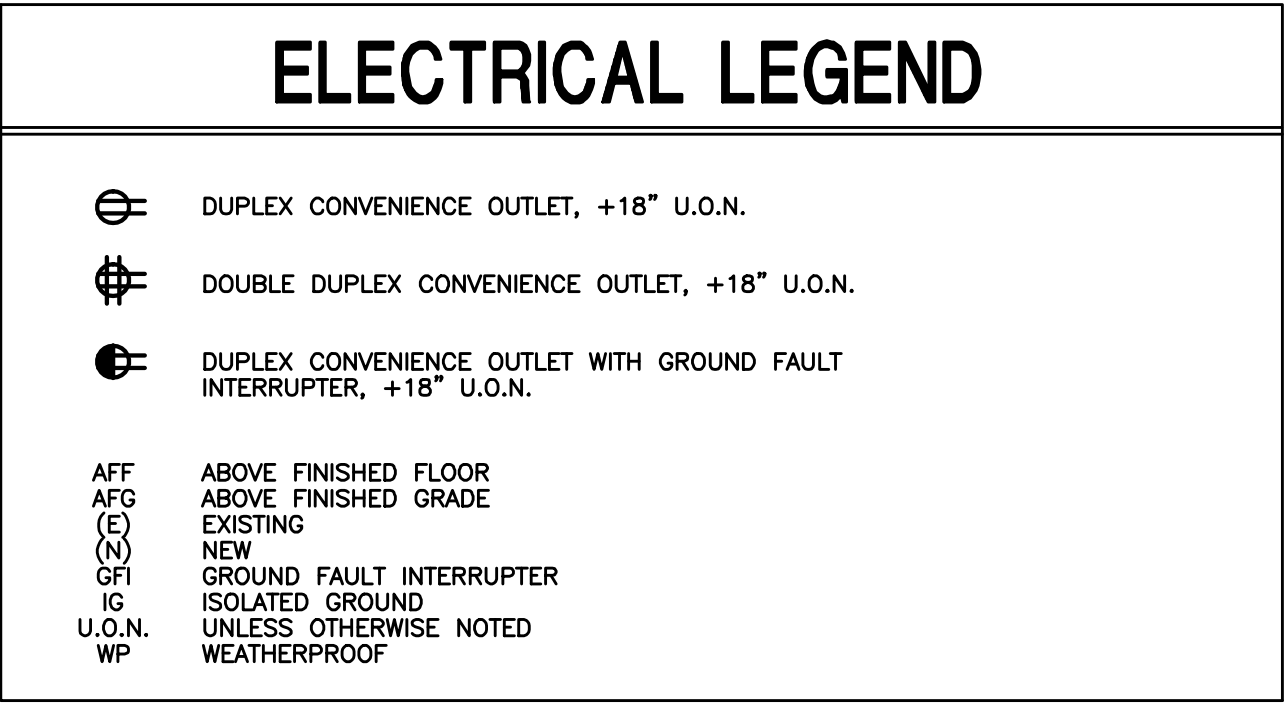 ELECTRICAL LEGEND
DUPLEX CONVENIENCE OUTLET, +18" U.O.N.
DOUBLE DUPLEX CONVENIENCE OUTLET, +18" U.O.N.
DUPLEX CONVENIENCE OUTLET WITH GROUND FAULT
INTERRUPTER, +18" U.O.N.
AFF ABOVE FINISHED FLOOR
AFG ABOVE FINISHED GRADE
(E) EXISTING
(N) NEW
GFI GROUND FAULT INTERRUPTER
IG ISOLATED GROUND
U.O.N. UNLESS OTHERWISE NOTED
WP WEATHERPROOF